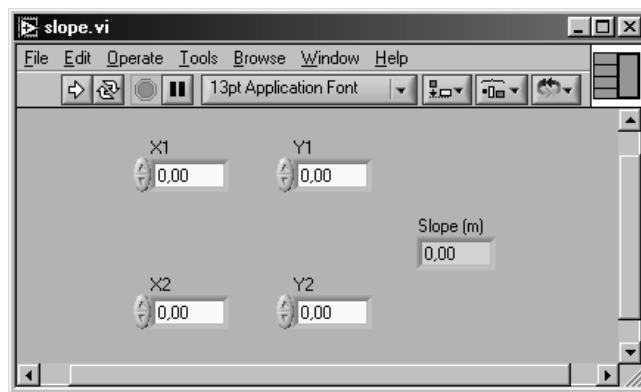 slope.vi
File Edit Operate Tools Browse Window Help
13pt Application Font
X1 Y1
0,00 0,00
Slope (m)
0,00
X2 Y2
0,00 0,00